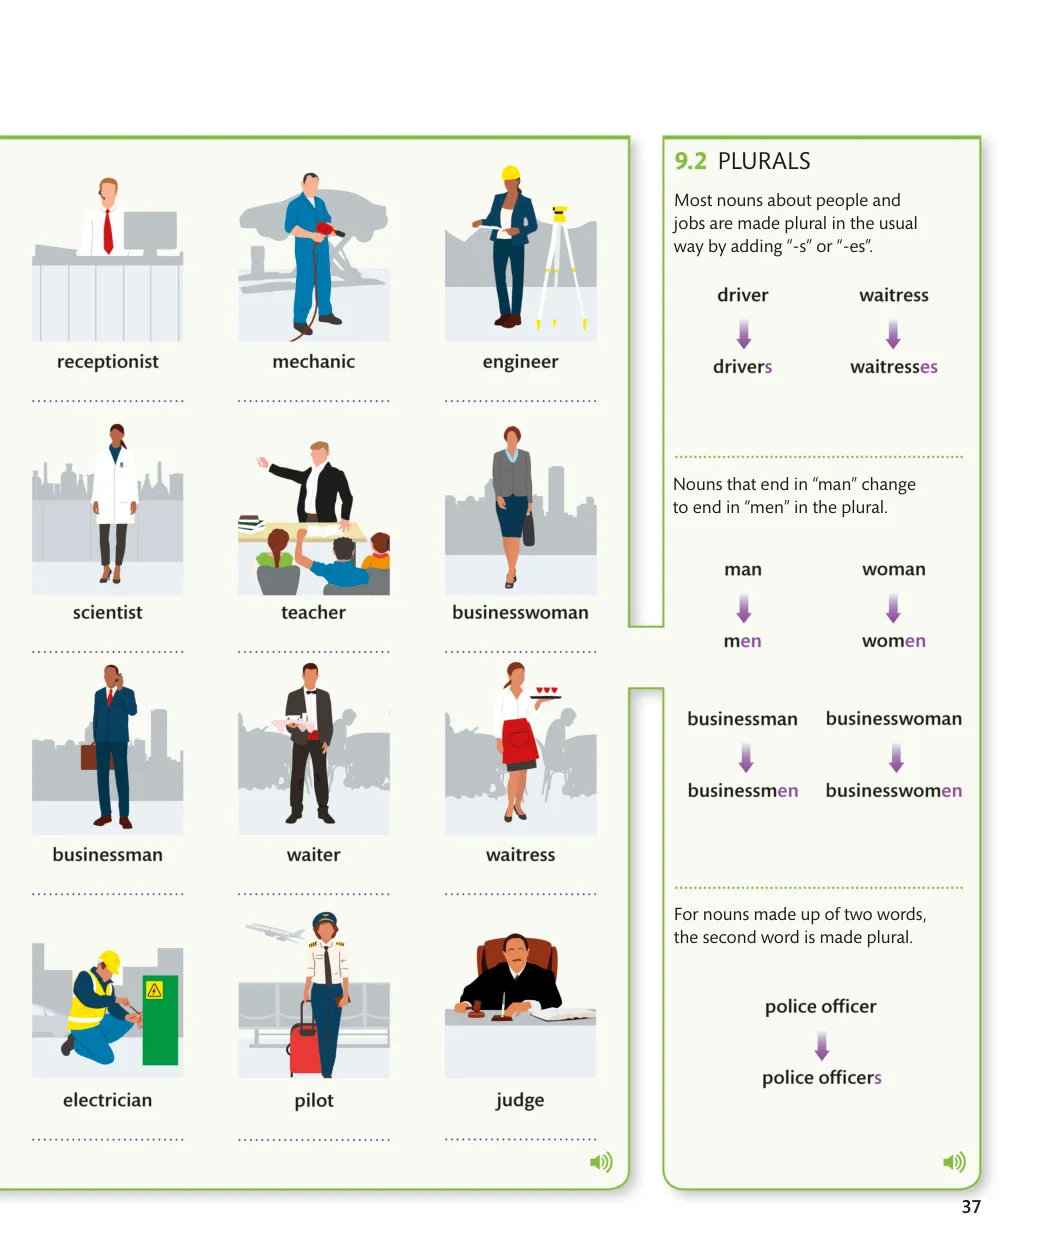 receptionist
mechanic
engineer
scientist
teacher
businesswoman
businessman
waiter
waitress
electrician
pilot
judge
9.2 PLURALS
Most nouns about people and
jobs are made plural in the usual
way by adding “-s” or “-es”.
driver
waitress
drivers
waitresses
Nouns that end in “man” change
to end in “men” in the plural.
man
woman
men
women
businessman
businesswoman
businessmen
businesswomen
For nouns made up of two words,
the second word is made plural.
police officer
police officers
37